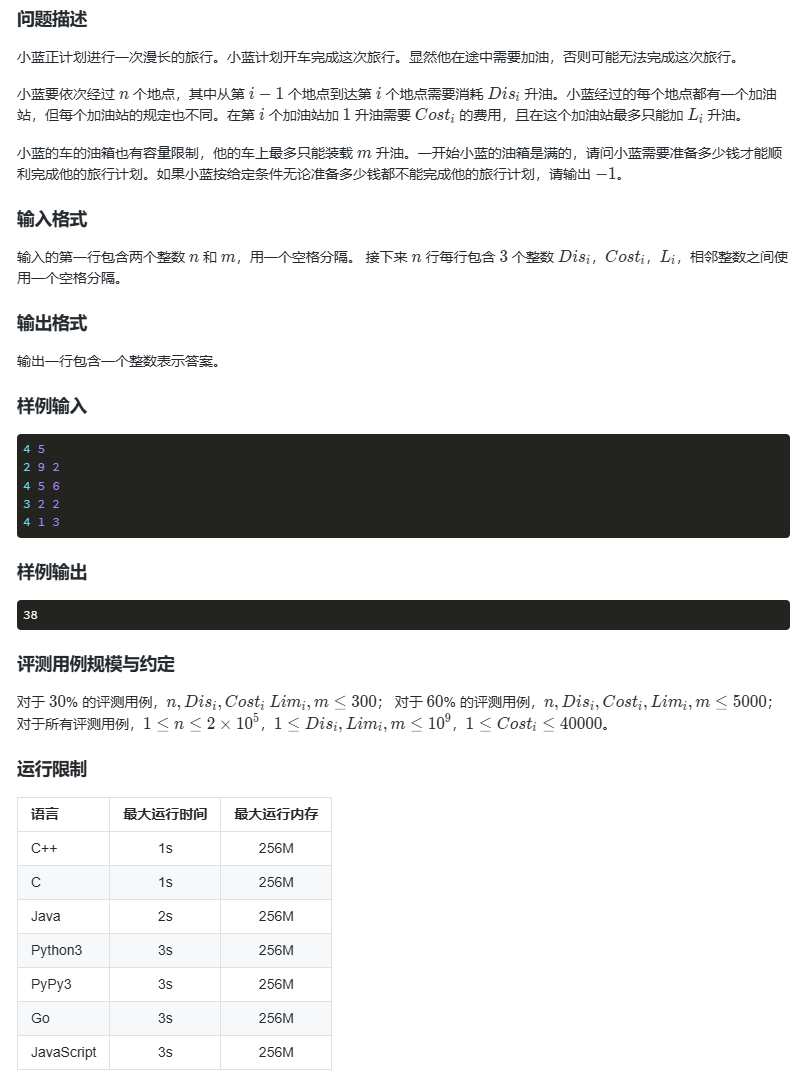 问题描述
小蓝正计划进行一次漫长的旅行。小蓝计划开车完成这次旅行。显然他在途中需要加油，否则可能无法完成这次旅行。
小蓝要依次经过 n 个地点，其中从第 i − 1 个地点到达第 i 个地点需要消耗 Dis_i 升油。小蓝经过的每个地点都有一个加油
站，但每个加油站的规定也不同。在第 i 个加油站加 1 升油需要 Cost_i 的费用，且在这个加油站最多只能加 L_i 升油。
小蓝的车的油箱也有容量限制，他的车上最多只能装载 m 升油。一开始小蓝的油箱是满的，请问小蓝需要准备多少钱才能顺
利完成他的旅行计划。如果小蓝按给定条件无论准备多少钱都不能完成他的旅行计划，请输出 −1。
输入格式
输入的第一行包含两个整数 n 和 m，用一个空格分隔。 接下来 n 行每行包含 3 个整数 Dis_i，Cost_i，L_i，相邻整数之间使
用一个空格分隔。
输出格式
输出一行包含一个整数表示答案。
样例输入
4 5
2 9 2
4 5 6
3 2 2
4 1 3
样例输出
38
评测用例规模与约定
对于 30% 的评测用例，n, Dis_i, Cost_i Lim_i, m ≤ 300； 对于 60% 的评测用例，n, Dis_i, Cost_i, Lim_i, m ≤ 5000；
对于所有评测用例，1 ≤ n ≤ 2 × 10^5，1 ≤ Dis_i, Lim_i, m ≤ 10^9，1 ≤ Cost_i ≤ 40000。
运行限制
语言 最大运行时间 最大运行内存
C++ 1s 256M
C 1s 256M
Java 2s 256M
Python3 3s 256M
PyPy3 3s 256M
Go 3s 256M
JavaScript 3s 256M